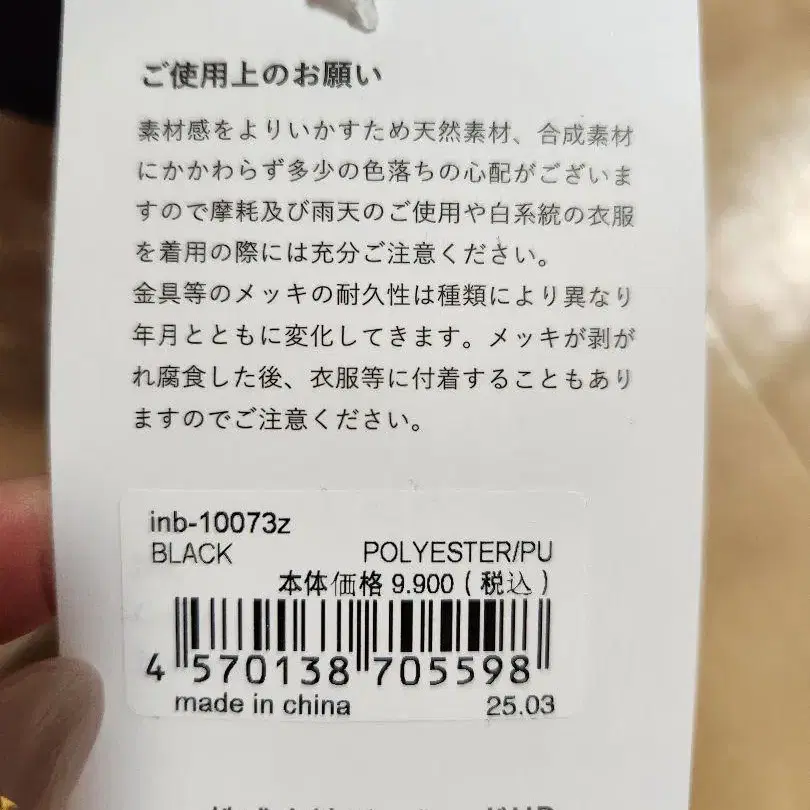 ご使用上のお願い
素材感をよりいかすため天然素材、合成素材
にかかわらず多少の色落ちの心配がございま
すので摩耗及び雨天のご使用や白系統の衣服
を着用の際には充分ご注意ください。
金具等のメッキの耐久性は種類により異なり
年月とともに変化してきます。メッキが剥が
れ腐食した後、衣服等に付着することもあり
ますのでご注意ください。
inb-10073z
BLACK POLYESTER/PU
本体価格 9.900 ( 税込 )
4 570138 705598
made in china 25.03